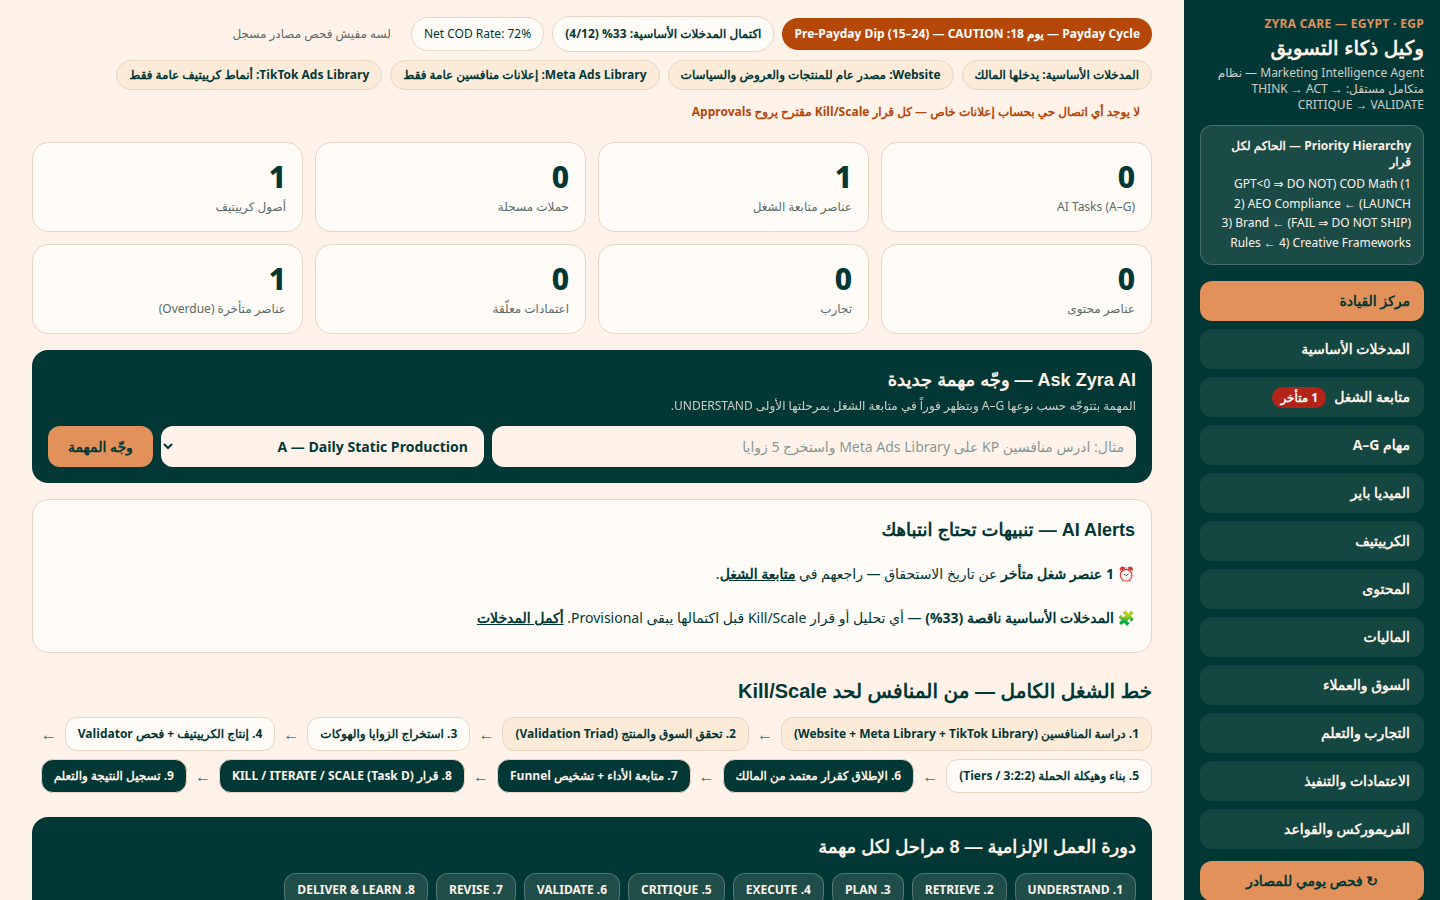 ZYRA CARE — EGYPT · EGP
وكيل ذكاء التسويق
Marketing Intelligence Agent — نظام
متكامل مستقل: THINK → ACT →
CRITIQUE → VALIDATE
Priority Hierarchy — الحاكم لكل
قرار
1) COD Math (GPT<0 ⇒ DO NOT
LAUNCH) ← 2) AEO Compliance
(FAIL ⇒ DO NOT SHIP) ← 3) Brand
Rules ← 4) Creative Frameworks
مركز القيادة
المدخلات الأساسية
متابعة الشغل 1 متأخر
مهام A–G
الميديا باير
الكرييتيف
المحتوى
الماليات
السوق والعملاء
التجارب والتعلم
الاعتمادات والتنفيذ
الفريموركس والقواعد
↻ فحص يومي للمصادر
Payday Cycle — يوم 18: Pre-Payday Dip (15–24) — CAUTION
اكتمال المدخلات الأساسية: 33% (4/12)
Net COD Rate: 72%
لسه مفيش فحص مصادر مسجل
المدخلات الأساسية: يدخلها المالك
Website: مصدر عام للمنتجات والعروض والسياسات
Meta Ads Library: إعلانات منافسين عامة فقط
TikTok Ads Library: أنماط كرييتيف عامة فقط
لا يوجد أي اتصال حي بحساب إعلانات خاص — كل قرار Kill/Scale مقترح يروح Approvals
0
AI Tasks (A–G)
1
عناصر متابعة الشغل
0
حملات مسجلة
1
أصول كرييتيف
0
عناصر محتوى
0
تجارب
0
اعتمادات معلّقة
1
عناصر متأخرة (Overdue)
Ask Zyra AI — وجّه مهمة جديدة
المهمة بتتوجّه حسب نوعها A–G وبتظهر فوراً في متابعة الشغل بمرحلتها الأولى UNDERSTAND.
مثال: ادرس منافسين KP على Meta Ads Library واستخرج 5 زوايا
A — Daily Static Production
وجّه المهمة
AI Alerts — تنبيهات تحتاج انتباهك
⏰ 1 عنصر شغل متأخر عن تاريخ الاستحقاق — راجعهم في متابعة الشغل.
🧩 المدخلات الأساسية ناقصة (33%) — أي تحليل أو قرار Kill/Scale قبل اكتمالها يبقى Provisional. أكمل المدخلات
خط الشغل الكامل — من المنافس لحد Kill/Scale
1. دراسة المنافسين (Website + Meta Library + TikTok Library) ← 2. تحقق السوق والمنتج (Validation Triad) ← 3. استخراج الزوايا والهوكات ← 4. إنتاج الكرييتيف + فحص Validator ←
5. بناء وهيكلة الحملة (Tiers / 3:2:2) ← 6. الإطلاق كقرار معتمد من المالك ← 7. متابعة الأداء + تشخيص Funnel ← 8. قرار KILL / ITERATE / SCALE (Task D) ← 9. تسجيل النتيجة والتعلم
دورة العمل الإلزامية — 8 مراحل لكل مهمة
1. UNDERSTAND 2. RETRIEVE 3. PLAN 4. EXECUTE 5. CRITIQUE 6. VALIDATE 7. REVISE 8. DELIVER & LEARN